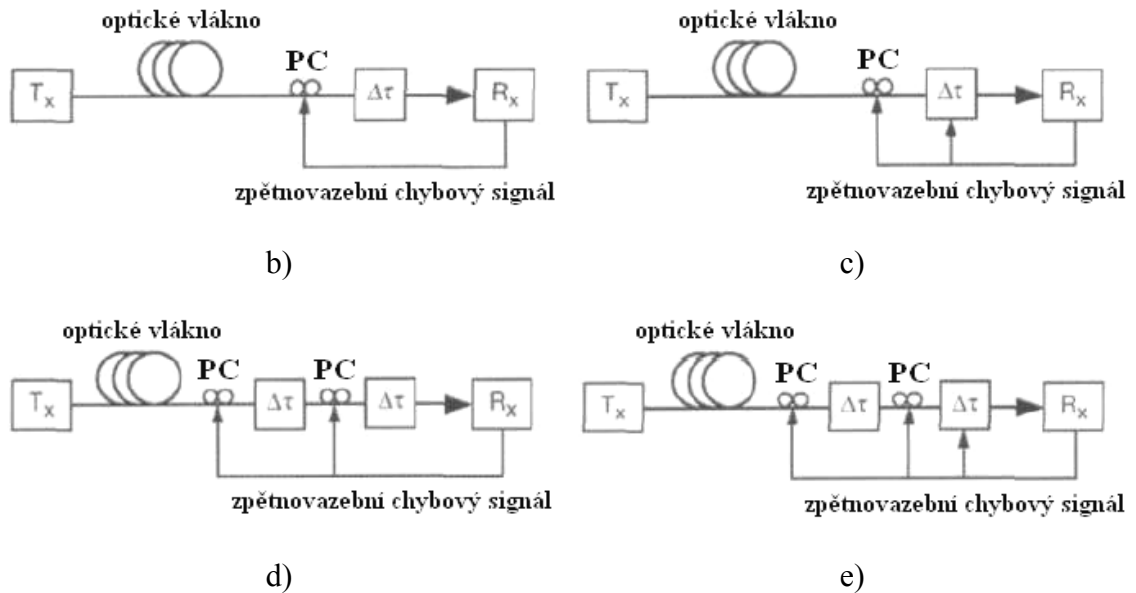 optické vlákno
PC
Tx
Δτ
Rx
zpětnovazební chybový signál
b)
optické vlákno
PC
Tx
Δτ
Rx
zpětnovazební chybový signál
c)
optické vlákno
PC
PC
Tx
Δτ
Δτ
Rx
zpětnovazební chybový signál
d)
optické vlákno
PC
PC
Tx
Δτ
Δτ
Rx
zpětnovazební chybový signál
e)